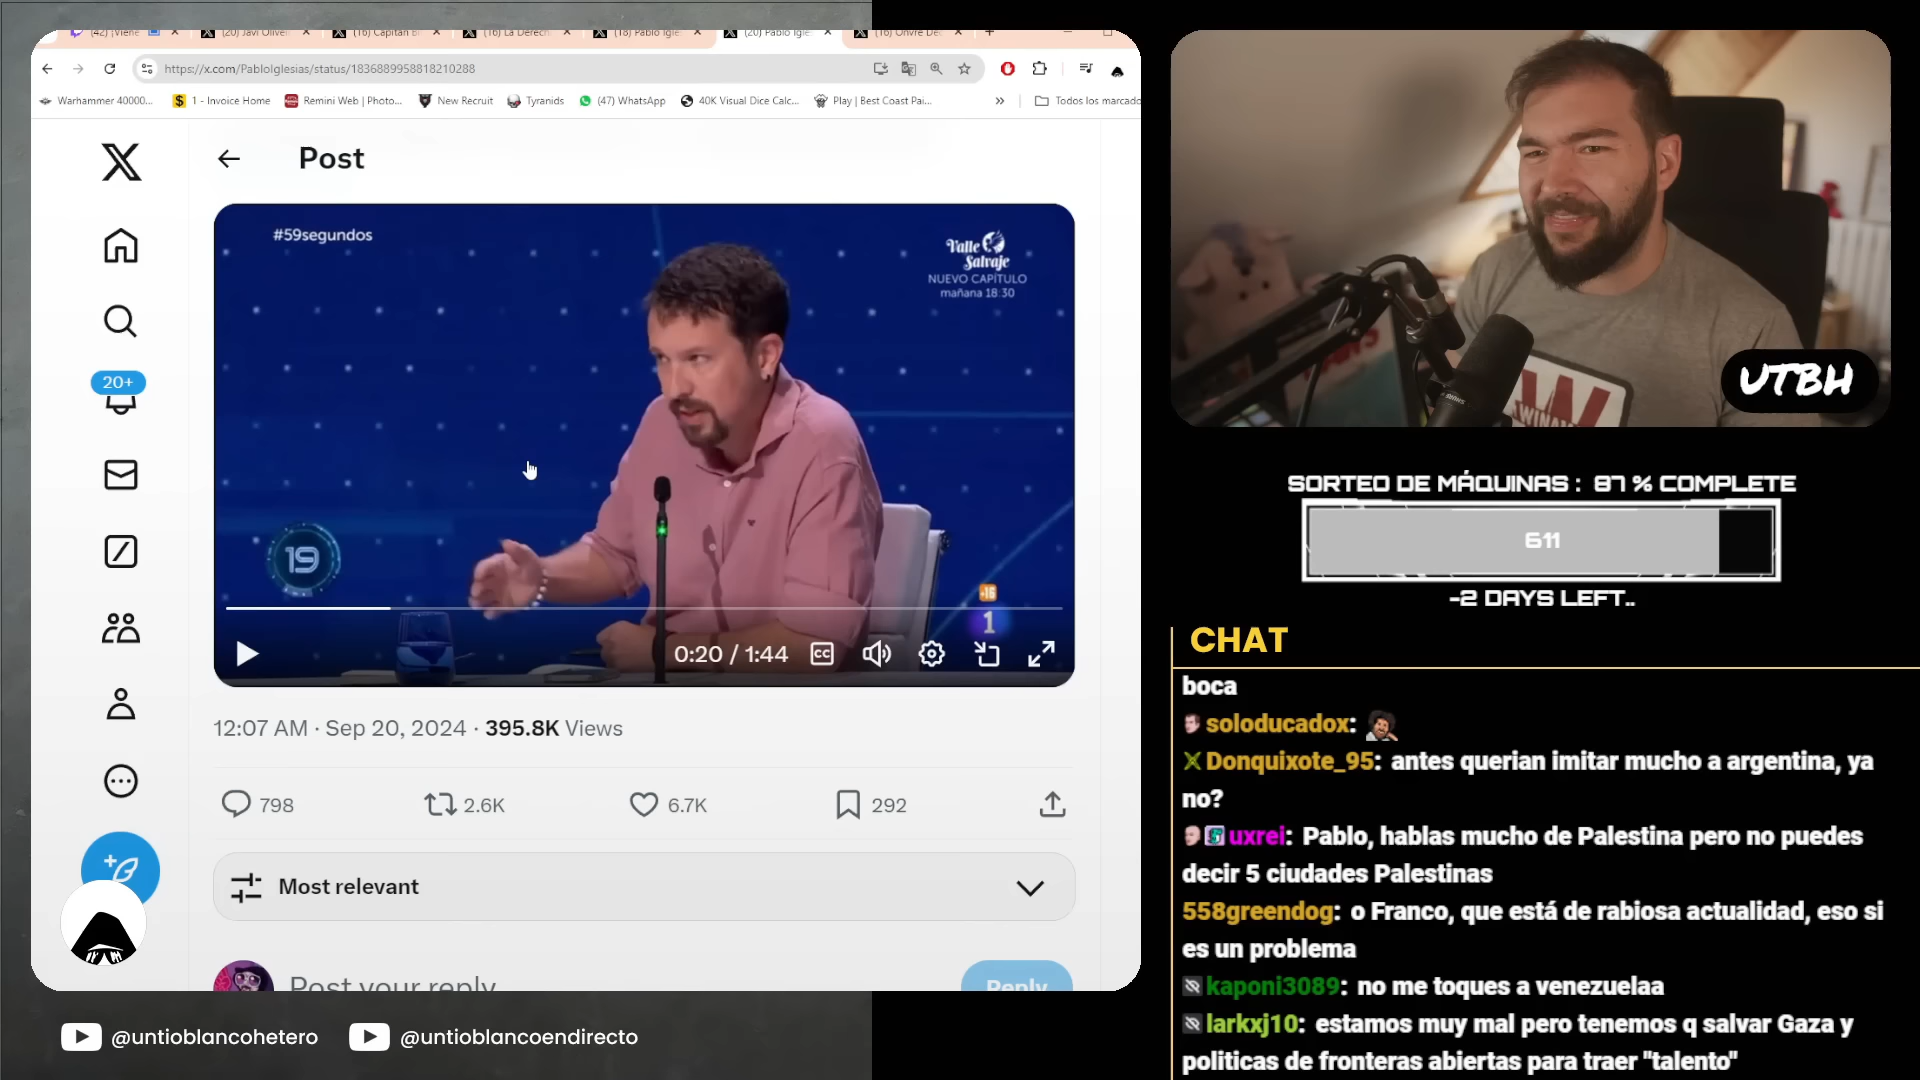 (42) ¡Viene
(20) Javi Oliveir
(16) Capitán B
(16) La Derech
(18) Pablo Igle
(20) Pablo Igle
(16) Onvre De
https://x.com/PabloIglesias/status/1836889958818210288
Warhammer 40000...
1 - Invoice Home
Remini Web | Photo...
New Recruit
Tyranids
(47) WhatsApp
40K Visual Dice Calc...
Play | Best Coast Pai...
»
Todos los marcado
Post
20+
#59segundos
Valle
Salvaje
NUEVO CAPÍTULO
mañana 18:30
19
+16
1
0:20 / 1:44
CC
12:07 AM · Sep 20, 2024 · 395.8K Views
798
2.6K
6.7K
292
Most relevant
Post your reply
Reply
@untioblancohetero
@untioblancoendirecto
UTBH
SORTEO DE MÁQUINAS : 87 % COMPLETE
611
-2 DAYS LEFT..
CHAT
boca
soloducadox:
Donquixote_95: antes querian imitar mucho a argentina, ya
no?
uxrei: Pablo, hablas mucho de Palestina pero no puedes
decir 5 ciudades Palestinas
558greendog: o Franco, que está de rabiosa actualidad, eso si
es un problema
kaponi3089: no me toques a venezuelaa
larkxj10: estamos muy mal pero tenemos q salvar Gaza y
politicas de fronteras abiertas para traer "talento"